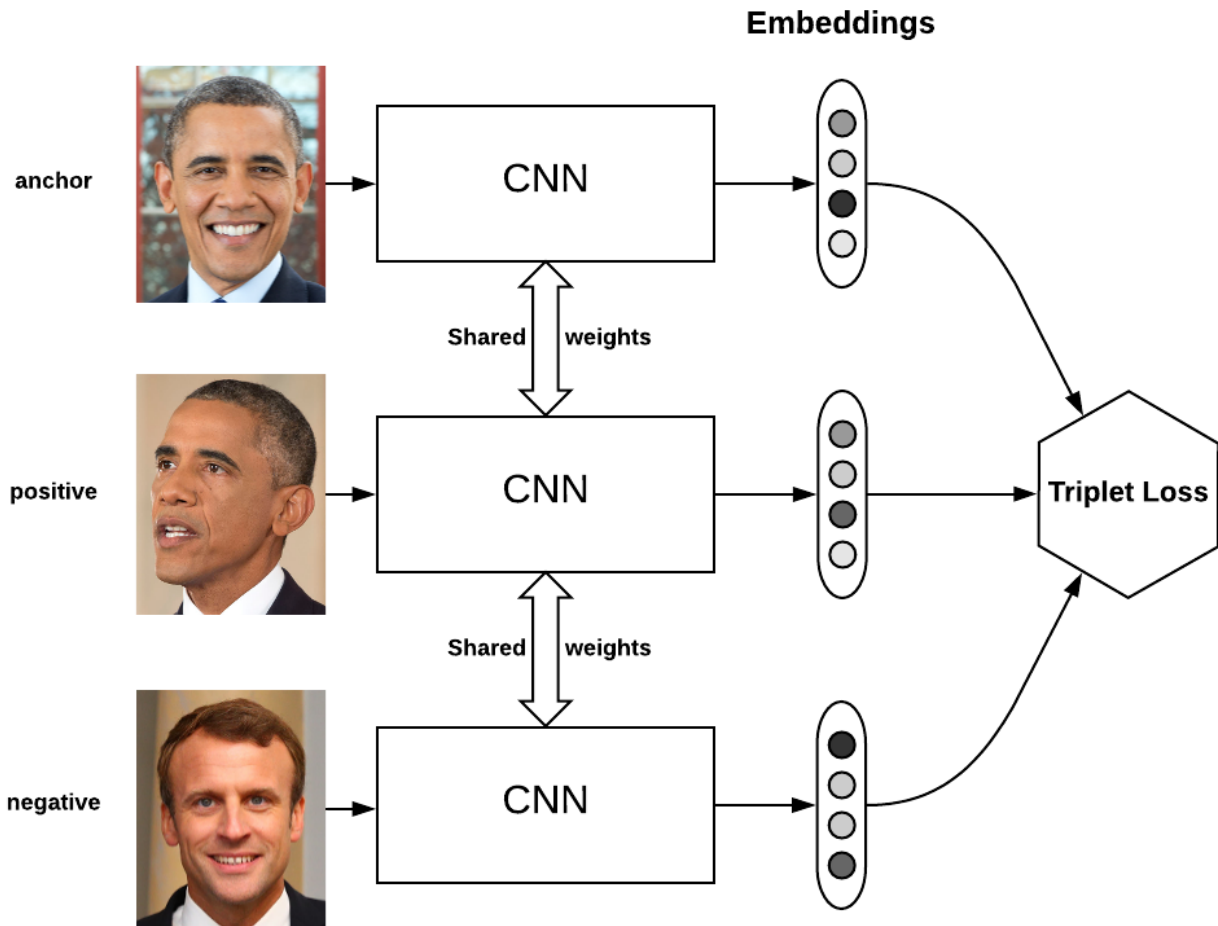 Embeddings
anchor
CNN
Shared weights
positive
CNN
Triplet Loss
Shared weights
negative
CNN